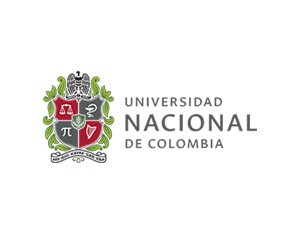 UNIVERSIDAD
NACIONAL
DE COLOMBIA
π